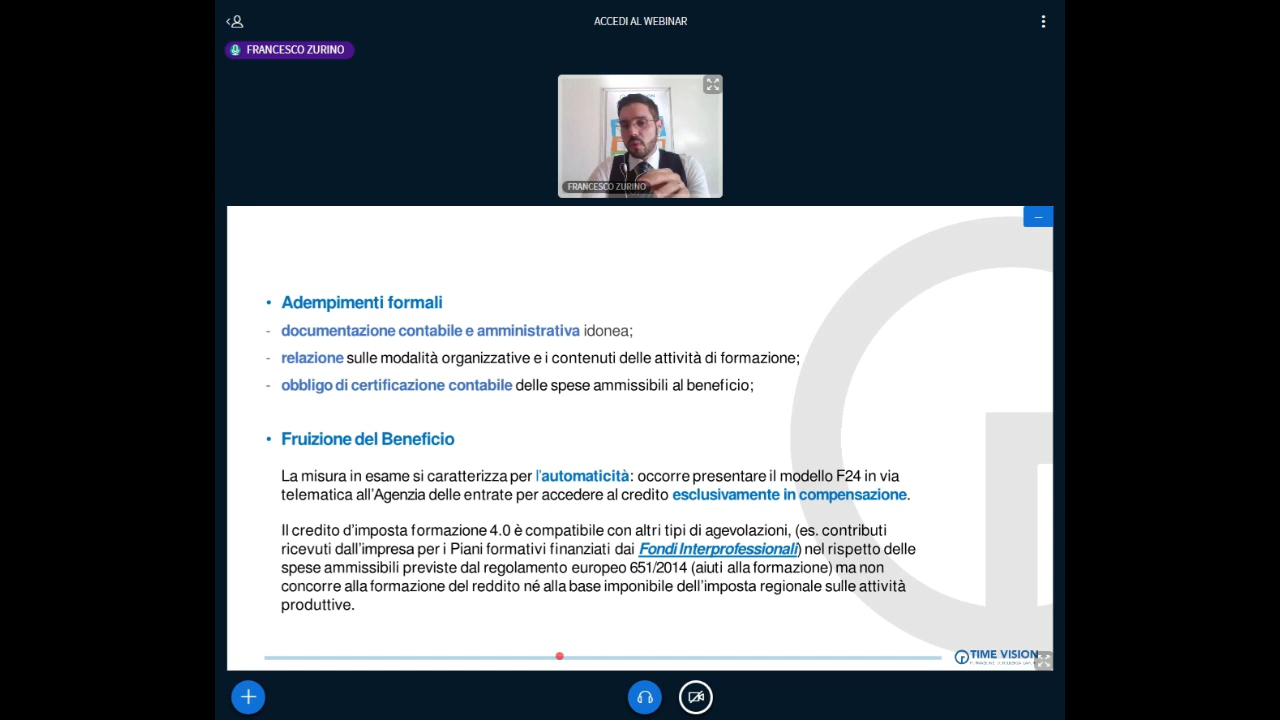 ACCEDI AL WEBINAR
FRANCESCO ZURINO
FRANCESCO ZURINO
• Adempimenti formali
- documentazione contabile e amministrativa idonea;
- relazione sulle modalità organizzative e i contenuti delle attività di formazione;
- obbligo di certificazione contabile delle spese ammissibili al beneficio;
• Fruizione del Beneficio
La misura in esame si caratterizza per l'automaticità: occorre presentare il modello F24 in via
telematica all'Agenzia delle entrate per accedere al credito esclusivamente in compensazione.
Il credito d'imposta formazione 4.0 è compatibile con altri tipi di agevolazioni, (es. contributi
ricevuti dall'impresa per i Piani formativi finanziati dai Fondi Interprofessionali) nel rispetto delle
spese ammissibili previste dal regolamento europeo 651/2014 (aiuti alla formazione) ma non
concorre alla formazione del reddito né alla base imponibile dell'imposta regionale sulle attività
produttive.
TIME VISION